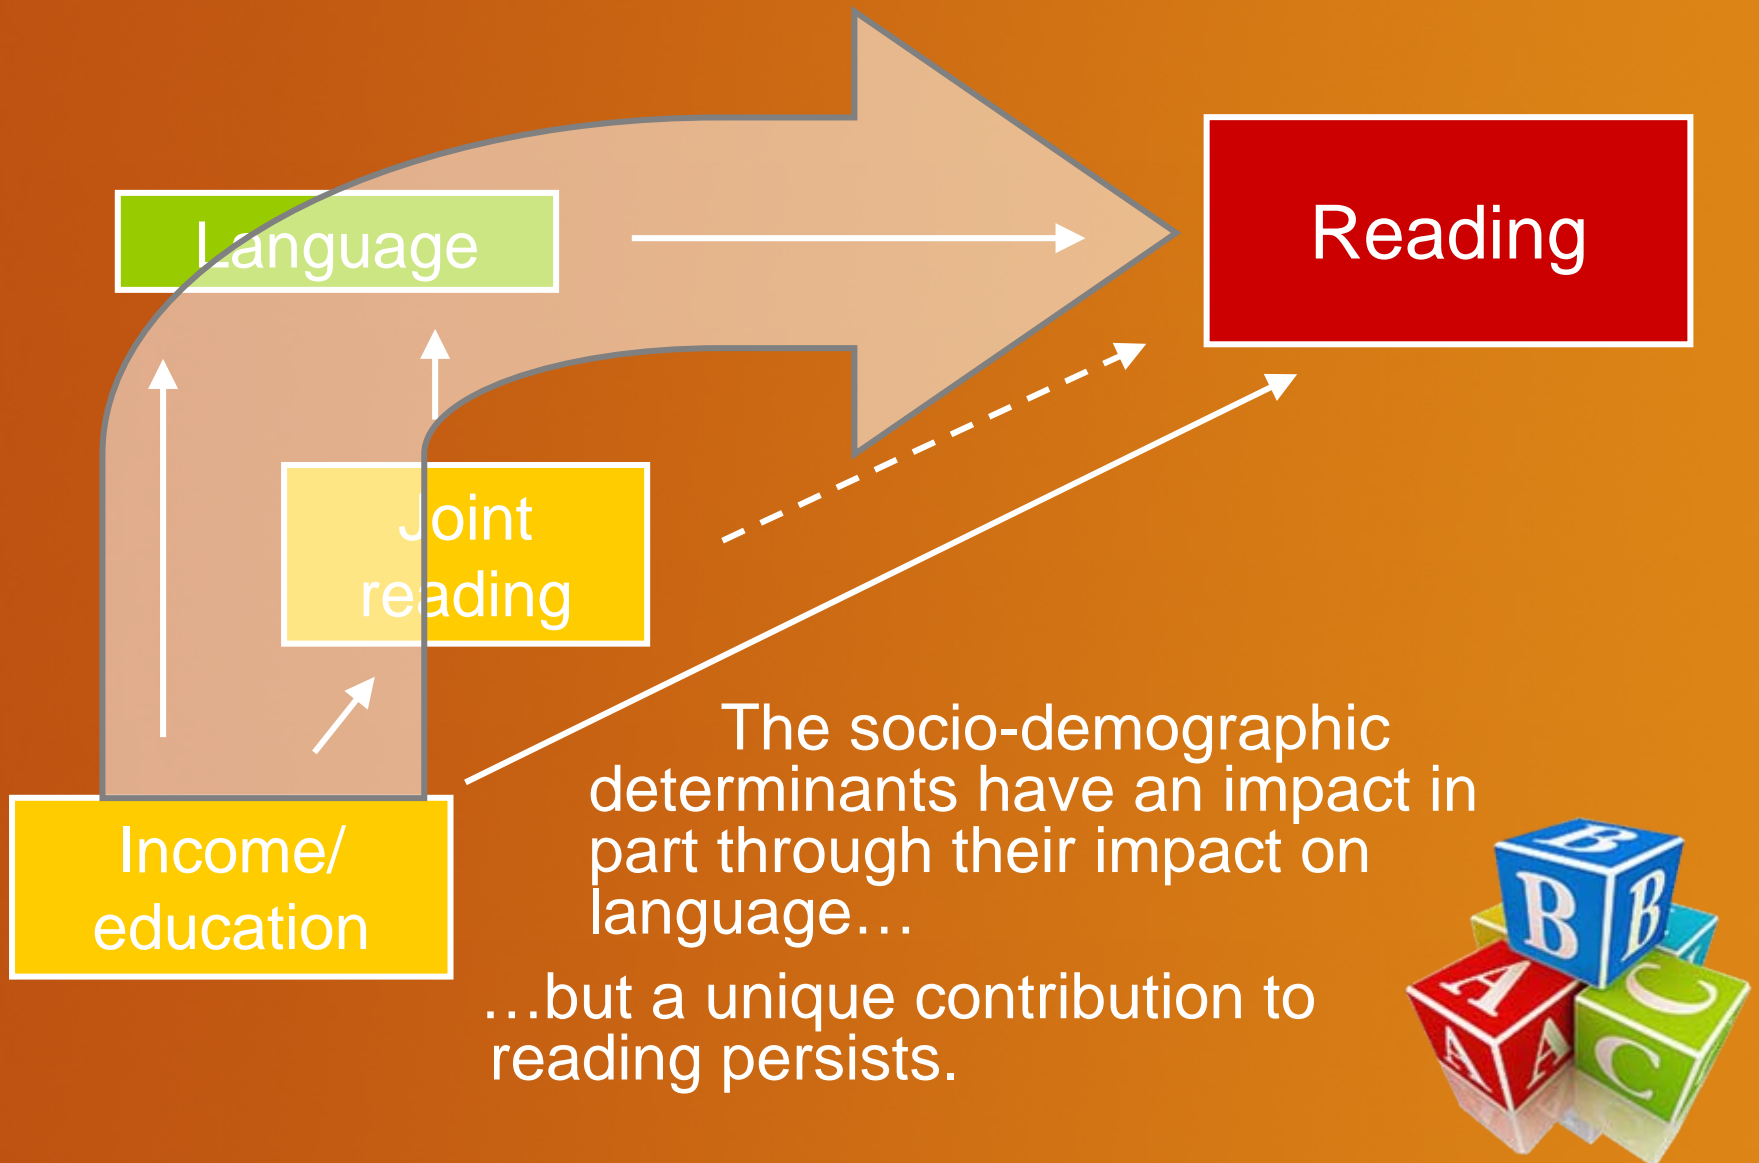 Language
Reading
Joint
reading
Income/
education
The socio-demographic
determinants have an impact in
part through their impact on
language…
…but a unique contribution to
reading persists.
B
B
B
A
A
A
C
C